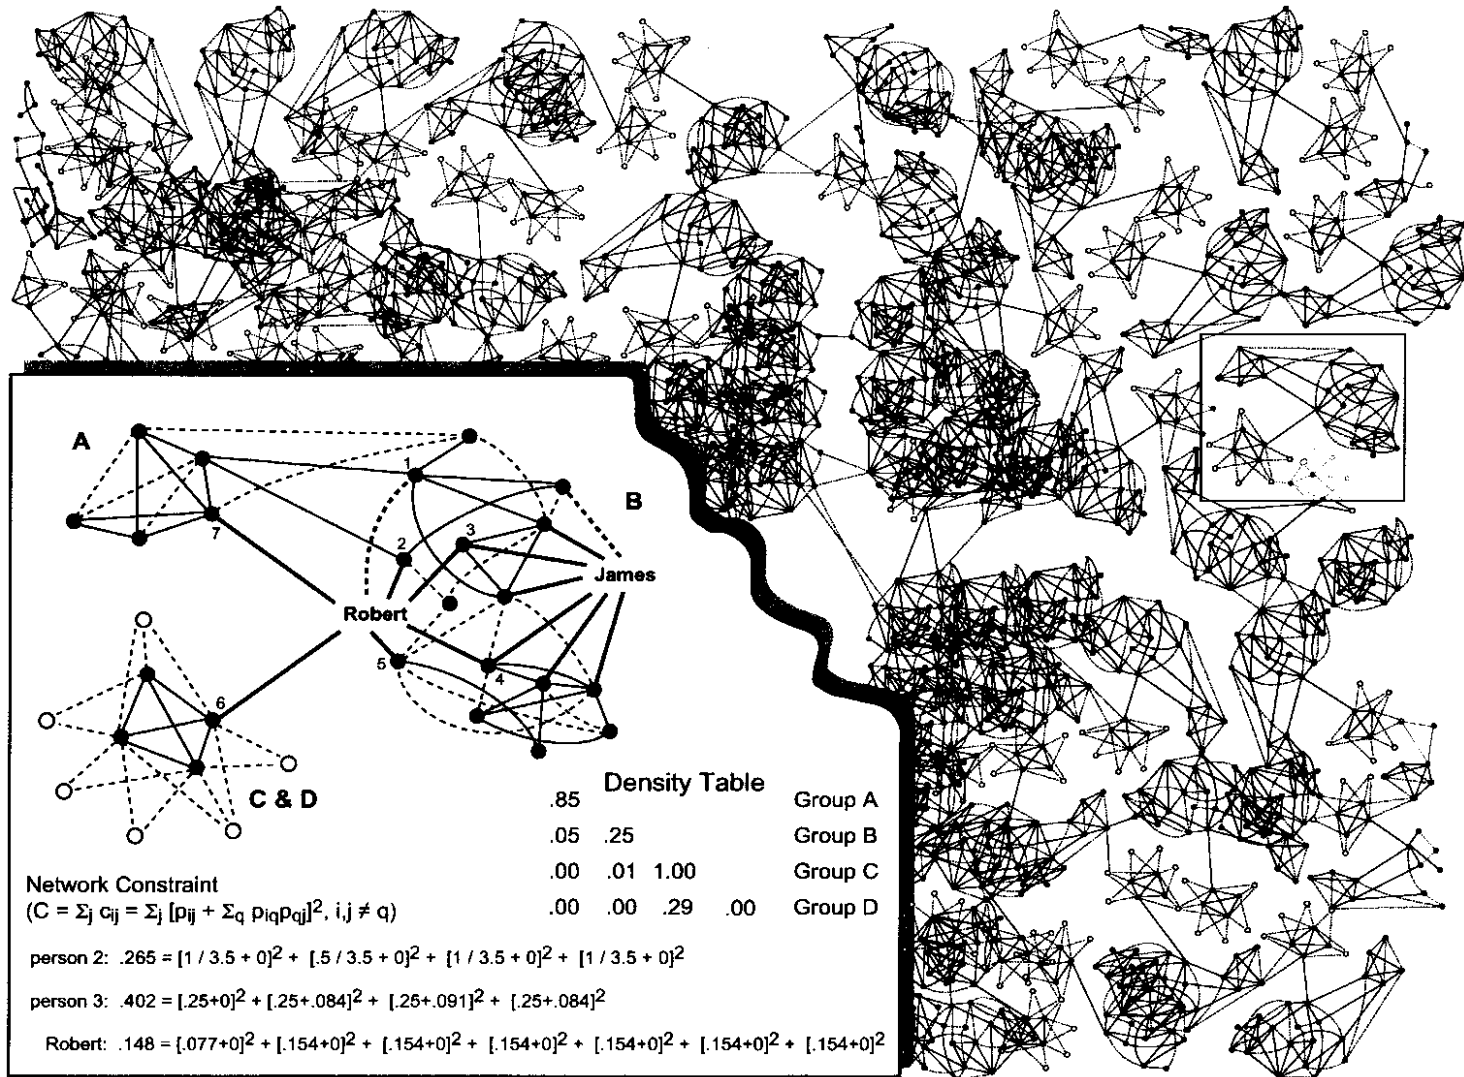 A
B
1
2
3
7
James
Robert
5
4
6
C & D
Density Table
.85 Group A
.05 .25 Group B
.00 .01 1.00 Group C
.00 .00 .29 .00 Group D
Network Constraint
(C = Σj cij = Σj [pij + Σq piqpqj]², i,j ≠ q)
person 2: .265 = [1 / 3.5 + 0]² + [.5 / 3.5 + 0]² + [1 / 3.5 + 0]² + [1 / 3.5 + 0]²
person 3: .402 = [.25+0]² + [.25+.084]² + [.25+.091]² + [.25+.084]²
Robert: .148 = [.077+0]² + [.154+0]² + [.154+0]² + [.154+0]² + [.154+0]² + [.154+0]² + [.154+0]²